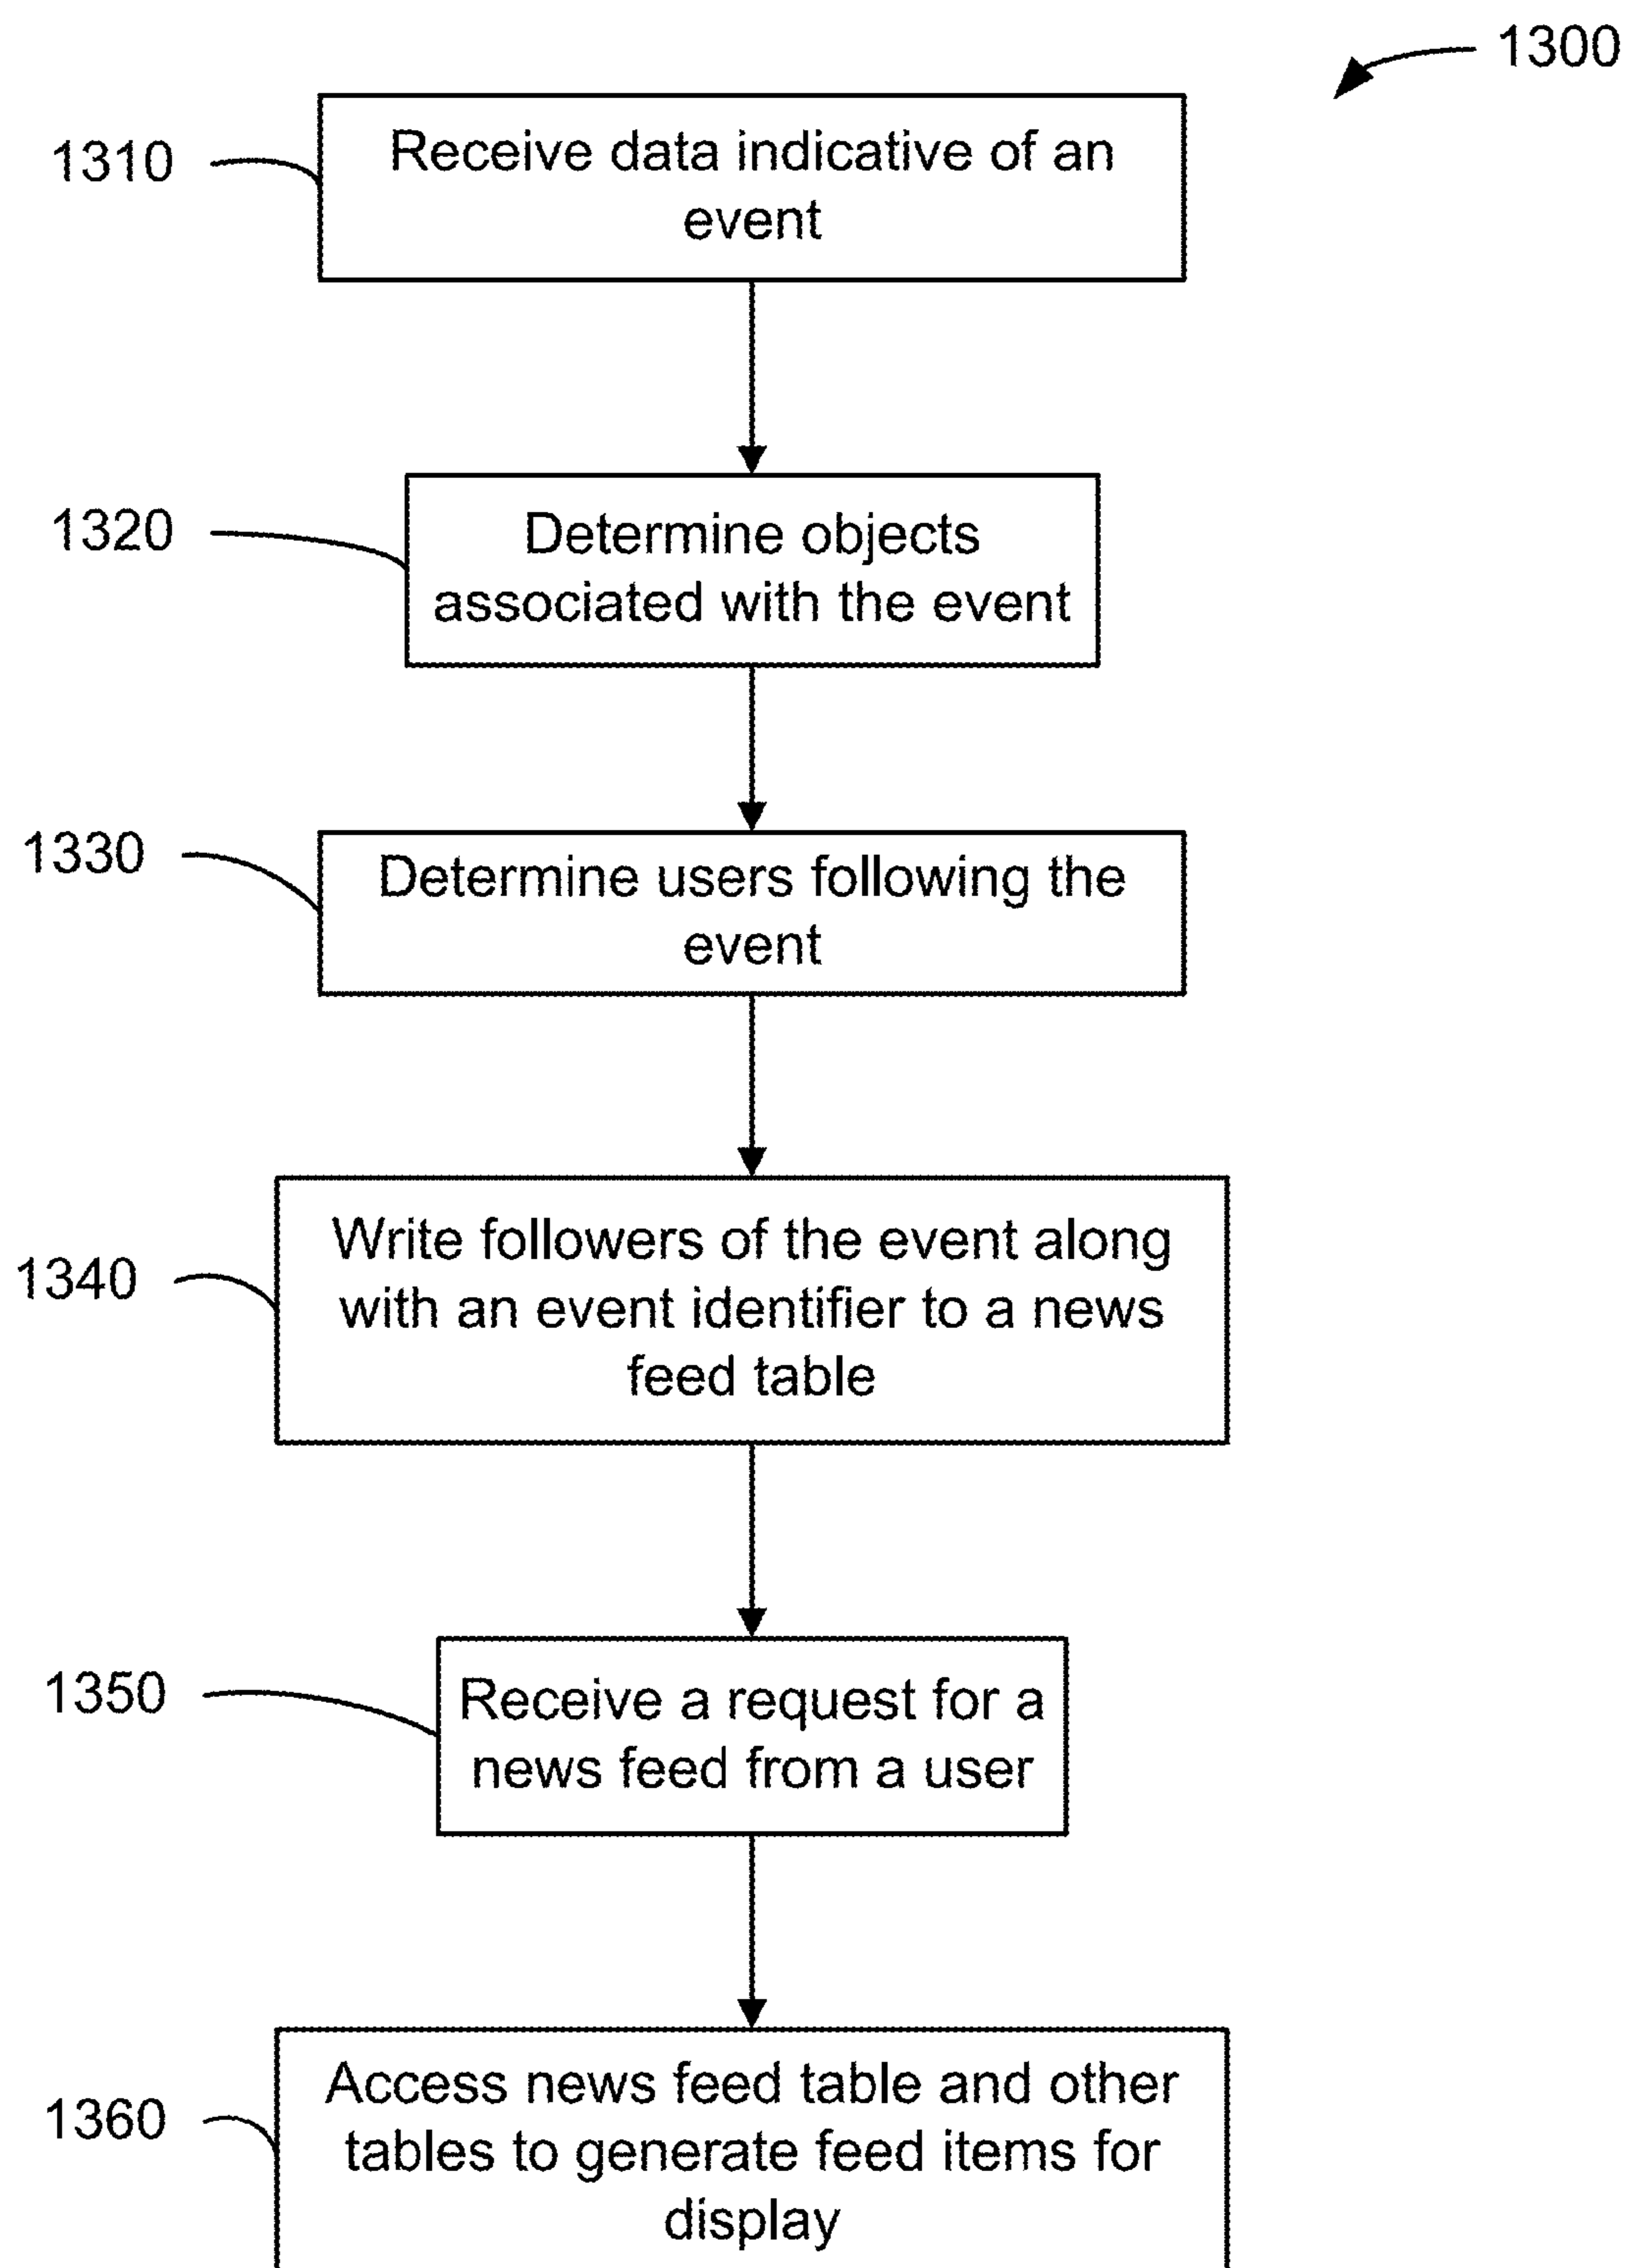 1300
1310
Receive data indicative of an
event
1320
Determine objects
associated with the event
1330
Determine users following the
event
1340
Write followers of the event along
with an event identifier to a news
feed table
1350
Receive a request for a
news feed from a user
1360
Access news feed table and other
tables to generate feed items for
display